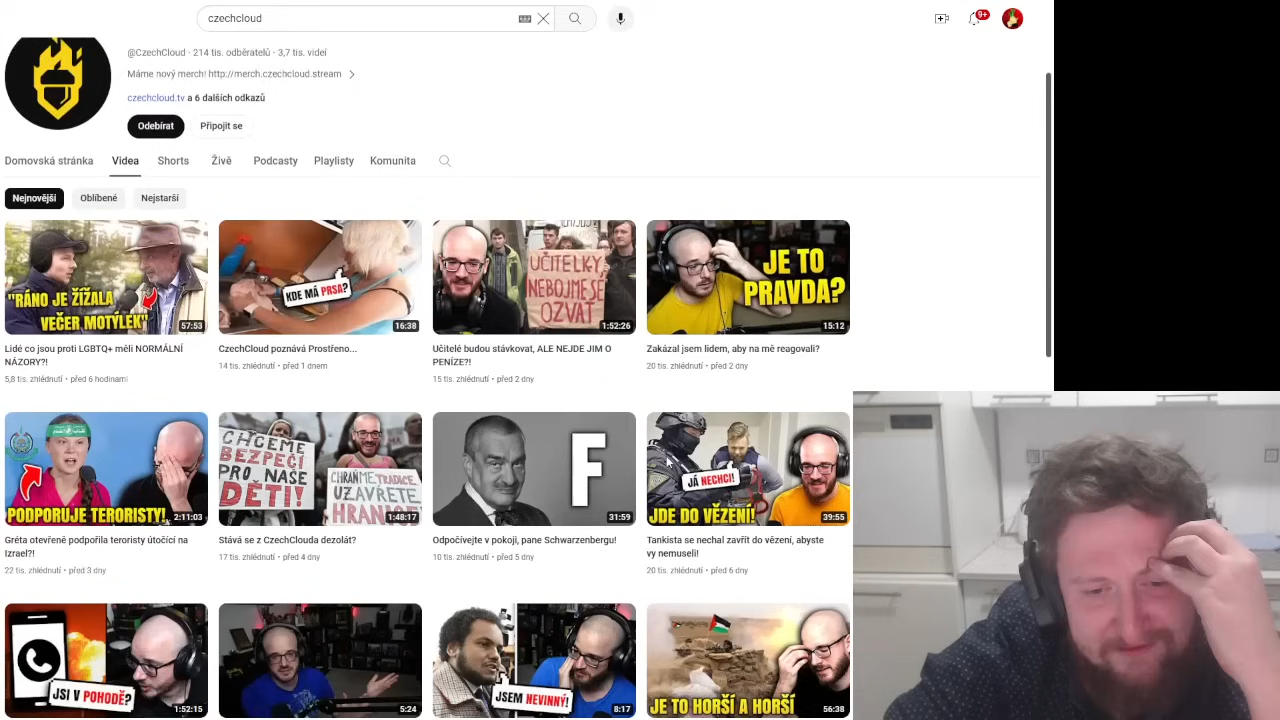 czechcloud
9+
@CzechCloud · 214 tis. odběratelů · 3,7 tis. videí
Máme nový merch! http://merch.czechcloud.stream
czechcloud.tv a 6 dalších odkazů
Odebírat
Připojit se
Domovská stránka
Videa
Shorts
Živě
Podcasty
Playlisty
Komunita
Nejnovější
Oblíbené
Nejstarší
"RÁNO JE ŽÍŽALA
VEČER MOTÝLEK"
57:53
KDE MÁ PRSA?
16:38
UČITELKY,
NEBOJME SE
OZVAT
1:52:26
JE TO
PRAVDA?
15:12
Lidé co jsou proti LGBTQ+ měli NORMÁLNÍ
NÁZORY?!
5,8 tis. zhlédnutí • před 6 hodinami
CzechCloud poznává Prostřeno...
14 tis. zhlédnutí • před 1 dnem
Učitelé budou stávkovat, ALE NEJDE JIM O
PENÍZE?!
15 tis. zhlédnutí • před 2 dny
Zakázal jsem lidem, aby na mě reagovali?
20 tis. zhlédnutí • před 2 dny
PODPORUJE TERORISTY!
2:11:03
CHCEME
BEZPEČÍ
PRO NAŠE
DĚTI!
CHRAŇME TRADICE,
UZAVŘETE
HRANICE
1:48:17
F
31:59
JÁ NECHCI!
JDE DO VĚZENÍ!
39:55
Gréta otevřeně podpořila teroristy útočící na
Izrael?!
22 tis. zhlédnutí • před 3 dny
Stává se z CzechClouda dezolát?
17 tis. zhlédnutí • před 4 dny
Odpočívejte v pokoji, pane Schwarzenbergu!
10 tis. zhlédnutí • před 5 dny
Tankista se nechal zavřít do vězení, abyste
vy nemuseli!
20 tis. zhlédnutí • před 6 dny
JSI V POHODĚ?
1:52:15
5:24
JSEM NEVINNÝ!
8:17
JE TO HORŠÍ A HORŠÍ
56:38